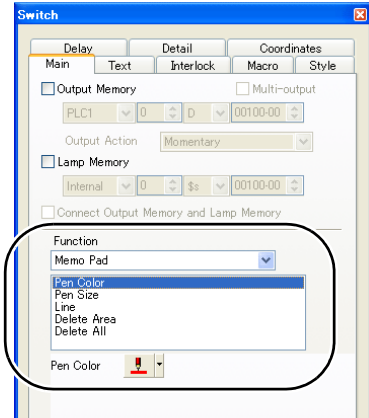 Switch
Delay Detail Coordinates
Main Text Interlock Macro Style
Output Memory Multi-output
PLC1 0 D 00100-00
Output Action Momentary
Lamp Memory
Internal 0 $s 00100-00
Connect Output Memory and Lamp Memory
Function
Memo Pad
Pen Color
Pen Size
Line
Delete Area
Delete All
Pen Color